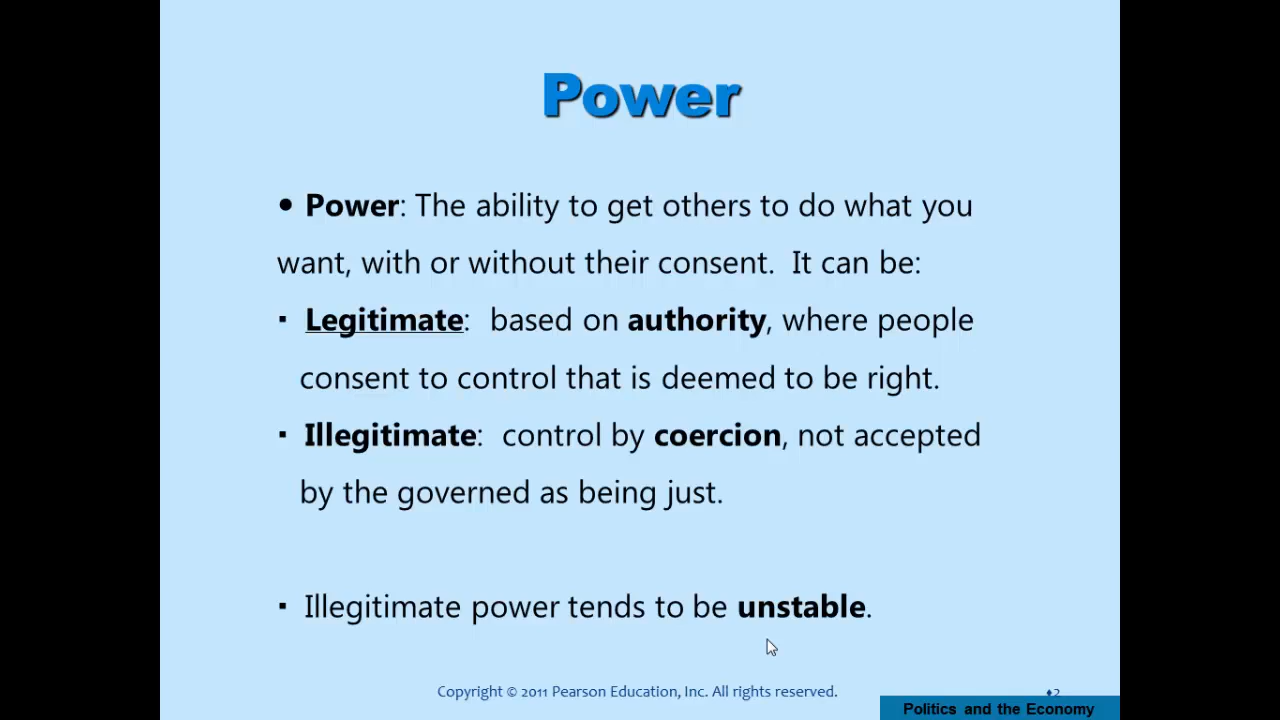 Power
• Power: The ability to get others to do what you
want, with or without their consent.  It can be:
▪ Legitimate:  based on authority, where people
consent to control that is deemed to be right.
▪ Illegitimate:  control by coercion, not accepted
by the governed as being just.
▪ Illegitimate power tends to be unstable.
Copyright © 2011 Pearson Education, Inc. All rights reserved.
♦2
Politics and the Economy